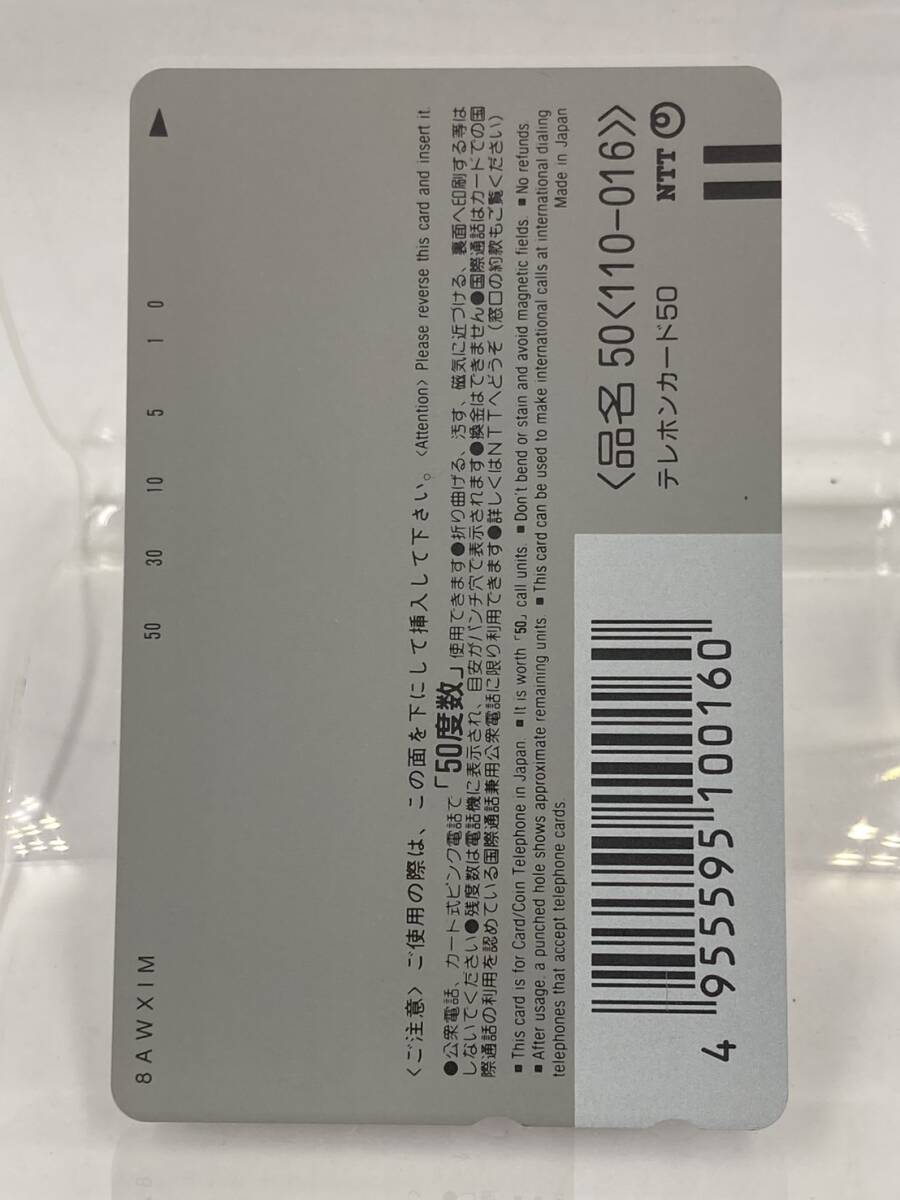 8AWXIM
50 30 10 5 1 0
<ご注意> ご使用の際は、この面を下にして挿入して下さい。 <Attention> Please reverse this card and insert it.
●公衆電話、カード式ピンク電話で「50度数」使用できます●折り曲げる、汚す、磁気に近づける、裏面へ印刷する等は
しないでください●残度数は電話機に表示され、目安がパンチ穴で表示されます●換金はできません●国際通話はカードでの国
際通話の利用を認めている国際通話兼用公衆電話に限り利用できます●詳しくはNTTへどうぞ（窓口の約款もご覧ください）
■ This card is for Card/Coin Telephone in Japan. ■ It is worth「50」call units. ■ Don't bend or stain and avoid magnetic fields. ■ No refunds.
■ After usage, a punched hole shows approximate remaining units ■ This card can be used to make international calls at international dialing
telephones that accept telephone cards. Made in Japan
<品名 50<110-016>>
テレホンカード50 NTT
4 955595 100160